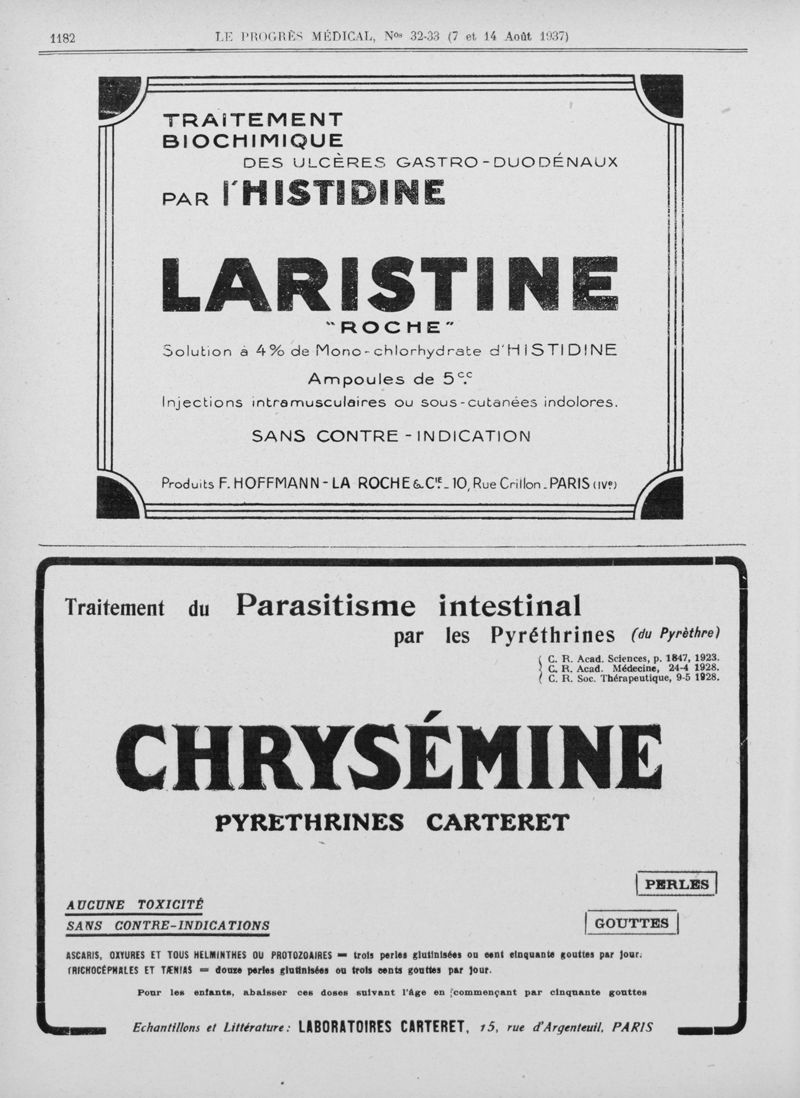 1182
LE PROGRÈS MÉDICAL, Nos 32-33 (7 et 14 Août 1937)
TRAiTEMENT
BIOCHIMIQUE
DES ULCÈRES GASTRO-DUODÉNAUX
PAR l'HISTIDINE
LARISTINE
"ROCHE"
Solution à 4% de Mono-chlorhydrate d'HiSTIDINE
Ampoules de 5c.c
Injections intramusculaires ou sous-cutanées indolores.
SANS CONTRE-INDICATION
Produits F. HOFFMANN-LA ROCHE & CIE_10, Rue Crillon_PARIS (IVe)
Traitement du Parasitisme intestinal
par les Pyréthrines (du Pyrèthre)
C. R. Acad. Sciences, p. 1847, 1923.
C. R. Acad. Médecine, 24-4 1928.
C. R. Soc. Thérapeutique, 9-5 1928.
CHRYSÉMINE
PYRETHRINES CARTERET
PERLES
AUCUNE TOXICITÉ
GOUTTES
SANS CONTRE-INDICATIONS
ASCARIS, OXYURES ET TOUS HELMINTHES OU PROTOZOAIRES = trois perles glutinisées ou cent cinquante gouttes par jour.
TRICHOCÉPHALES ET TÆNIAS = douze perles glutinisées ou trois cents gouttes par jour.
Pour les enfants, abaisser ces doses suivant l'âge en commençant par cinquante gouttes
Echantillons et Littérature : LABORATOIRES CARTERET, 15, rue d'Argenteuil, PARIS